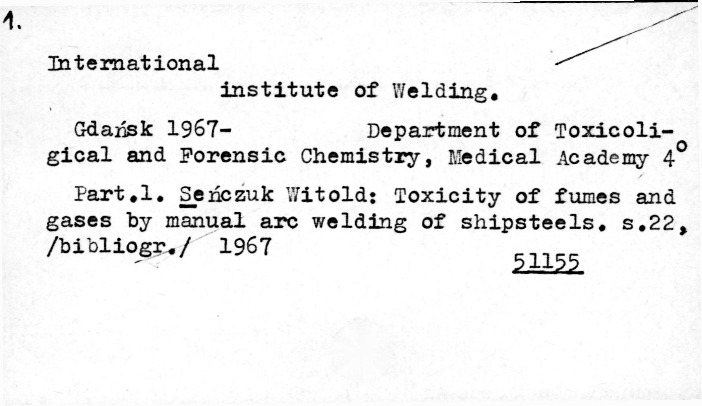 1.
International
institute of Welding.
Gdańsk 1967- Department of Toxicoli-
gical and Forensic Chemistry, Medical Academy 4°
Part.1. Seńczuk Witold: Toxicity of fumes and
gases by manual arc welding of shipsteels. s.22,
/bibliogr./ 1967
51155